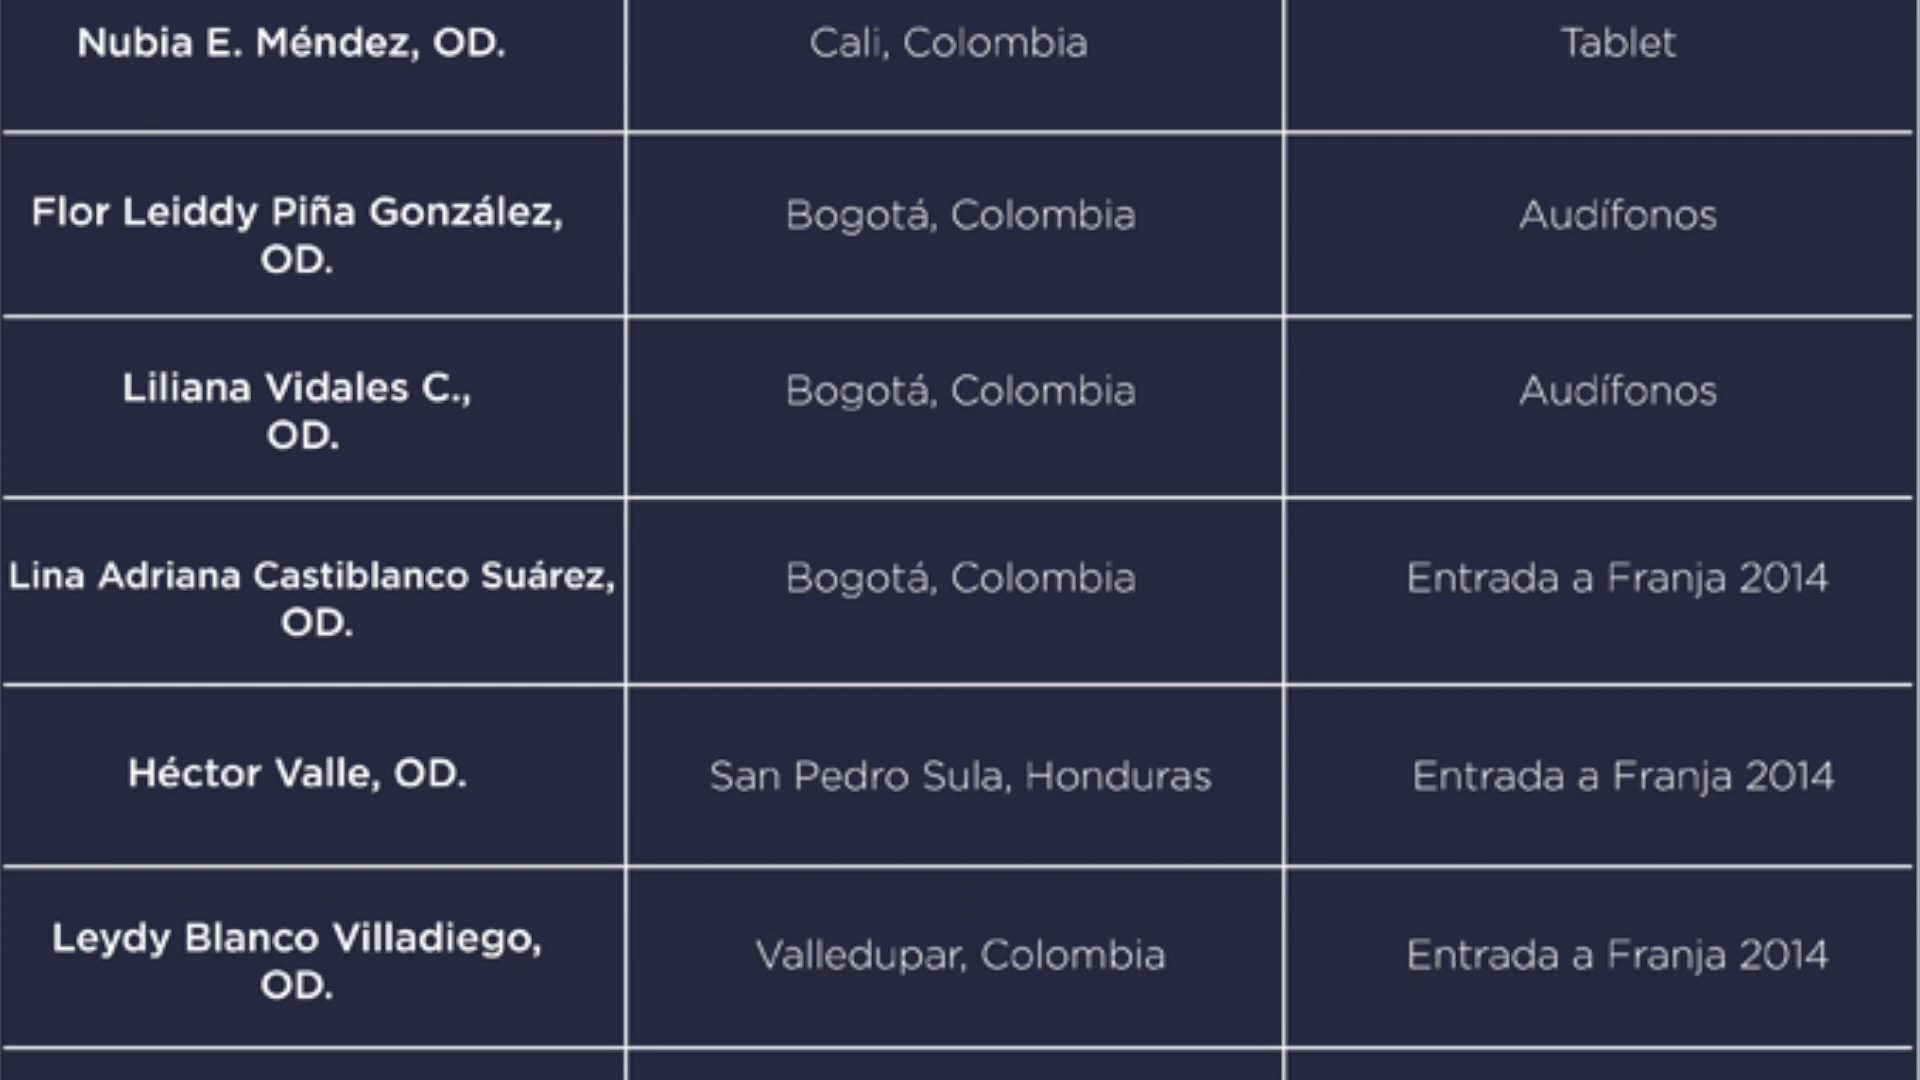 Nubia E. Méndez, OD.
Cali, Colombia
Tablet
Flor Leiddy Piña González,
OD.
Bogotá, Colombia
Audífonos
Liliana Vidales C.,
OD.
Bogotá, Colombia
Audífonos
Lina Adriana Castiblanco Suárez,
OD.
Bogotá, Colombia
Entrada a Franja 2014
Héctor Valle, OD.
San Pedro Sula, Honduras
Entrada a Franja 2014
Leydy Blanco Villadiego,
OD.
Valledupar, Colombia
Entrada a Franja 2014